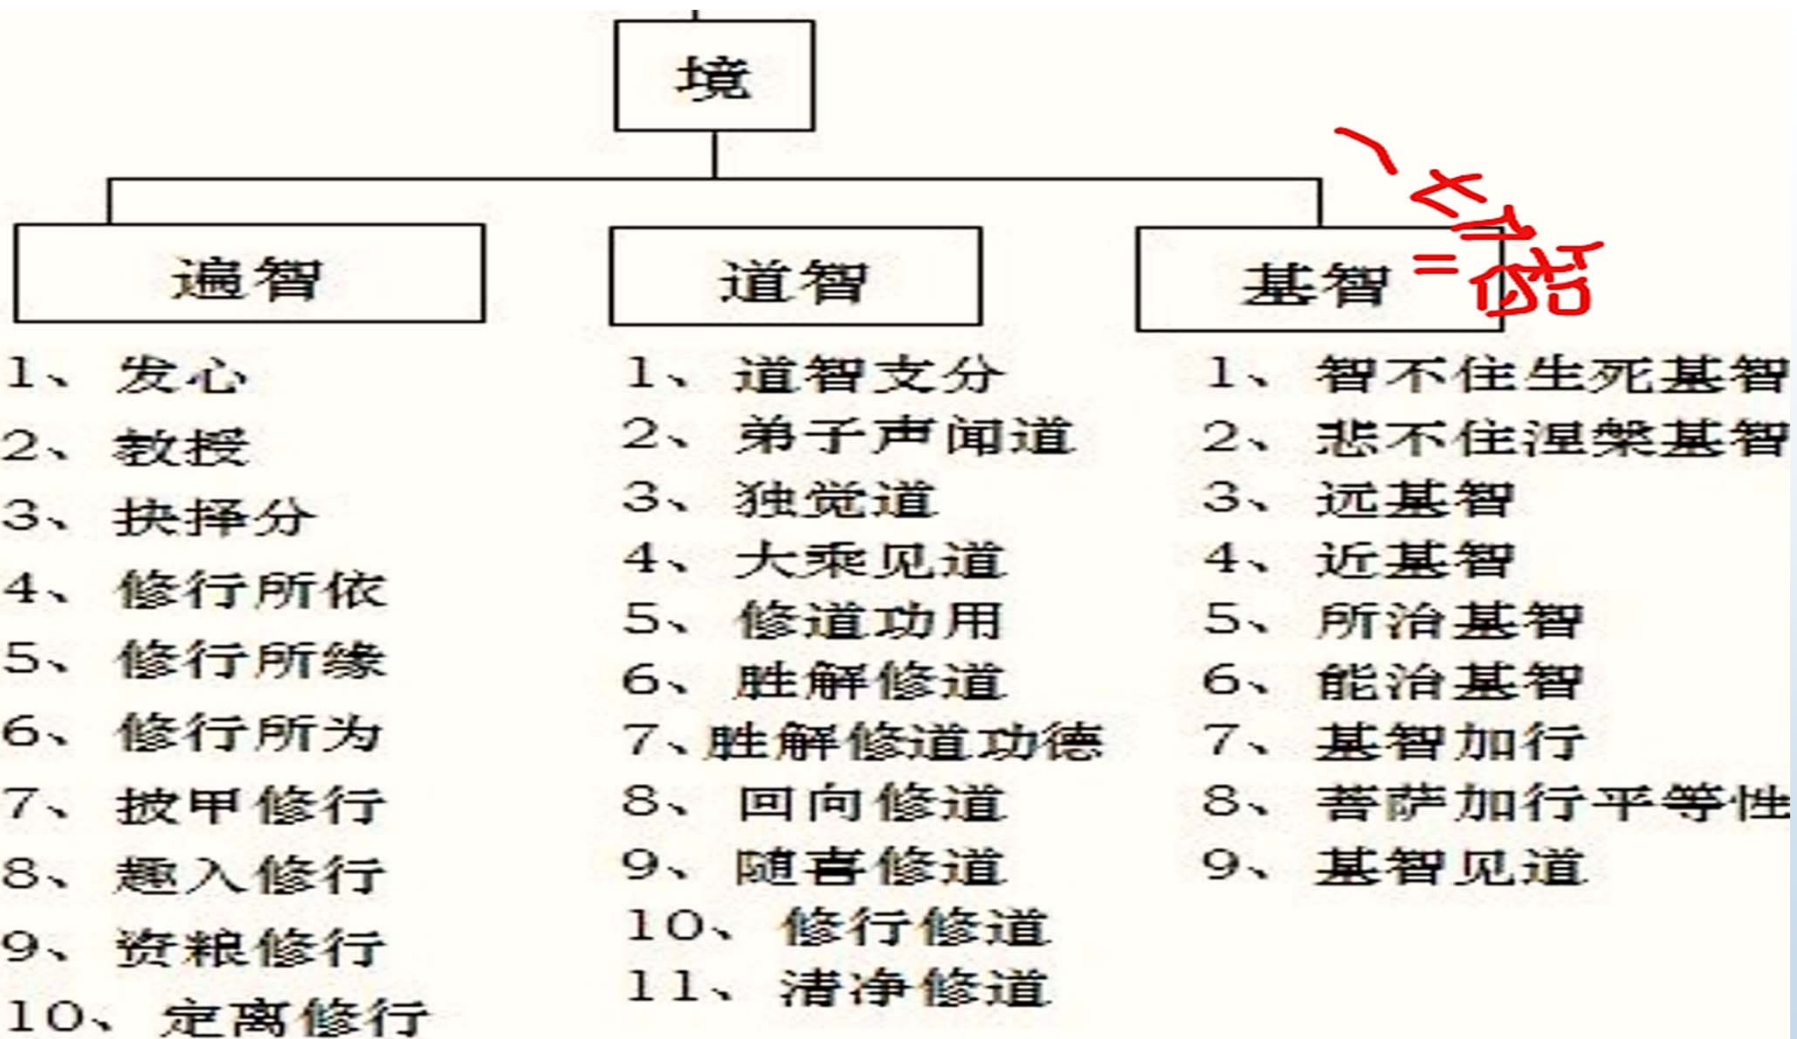 境
遍智
1、发心
2、教授
3、抉择分
4、修行所依
5、修行所缘
6、修行所为
7、披甲修行
8、趣入修行
9、资粮修行
10、定离修行
道智
1、道智支分
2、弟子声闻道
3、独觉道
4、大乘见道
5、修道功用
6、胜解修道
7、胜解修道功德
8、回向修道
9、随喜修道
10、修行修道
11、清净修道
基智
1、智不住生死基智
2、悲不住涅槃基智
3、远基智
4、近基智
5、所治基智
6、能治基智
7、基智加行
8、菩萨加行平等性
9、基智见道